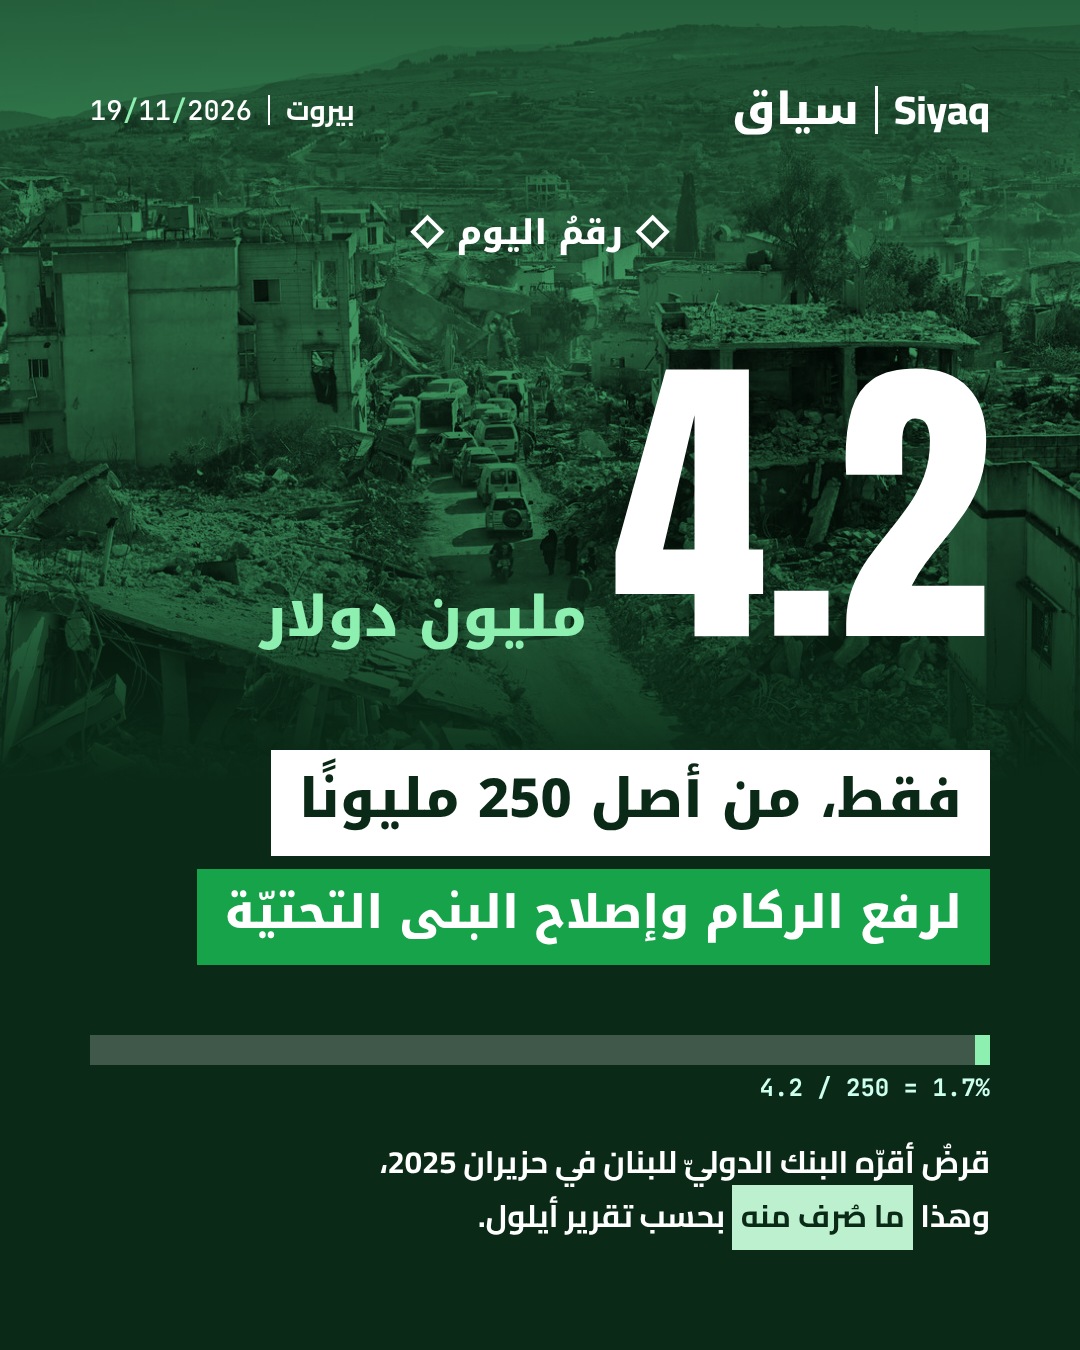 Siyaq | سياق
بيروت | 19/11/2026
رقمُ اليوم
4.2
مليون دولار
فقط، من أصل 250 مليونًا
لرفع الركام وإصلاح البنى التحتيّة
4.2 / 250 = 1.7%
قرضٌ أقرّه البنك الدوليّ للبنان في حزيران 2025،
وهذا ما صُرف منه بحسب تقرير أيلول.